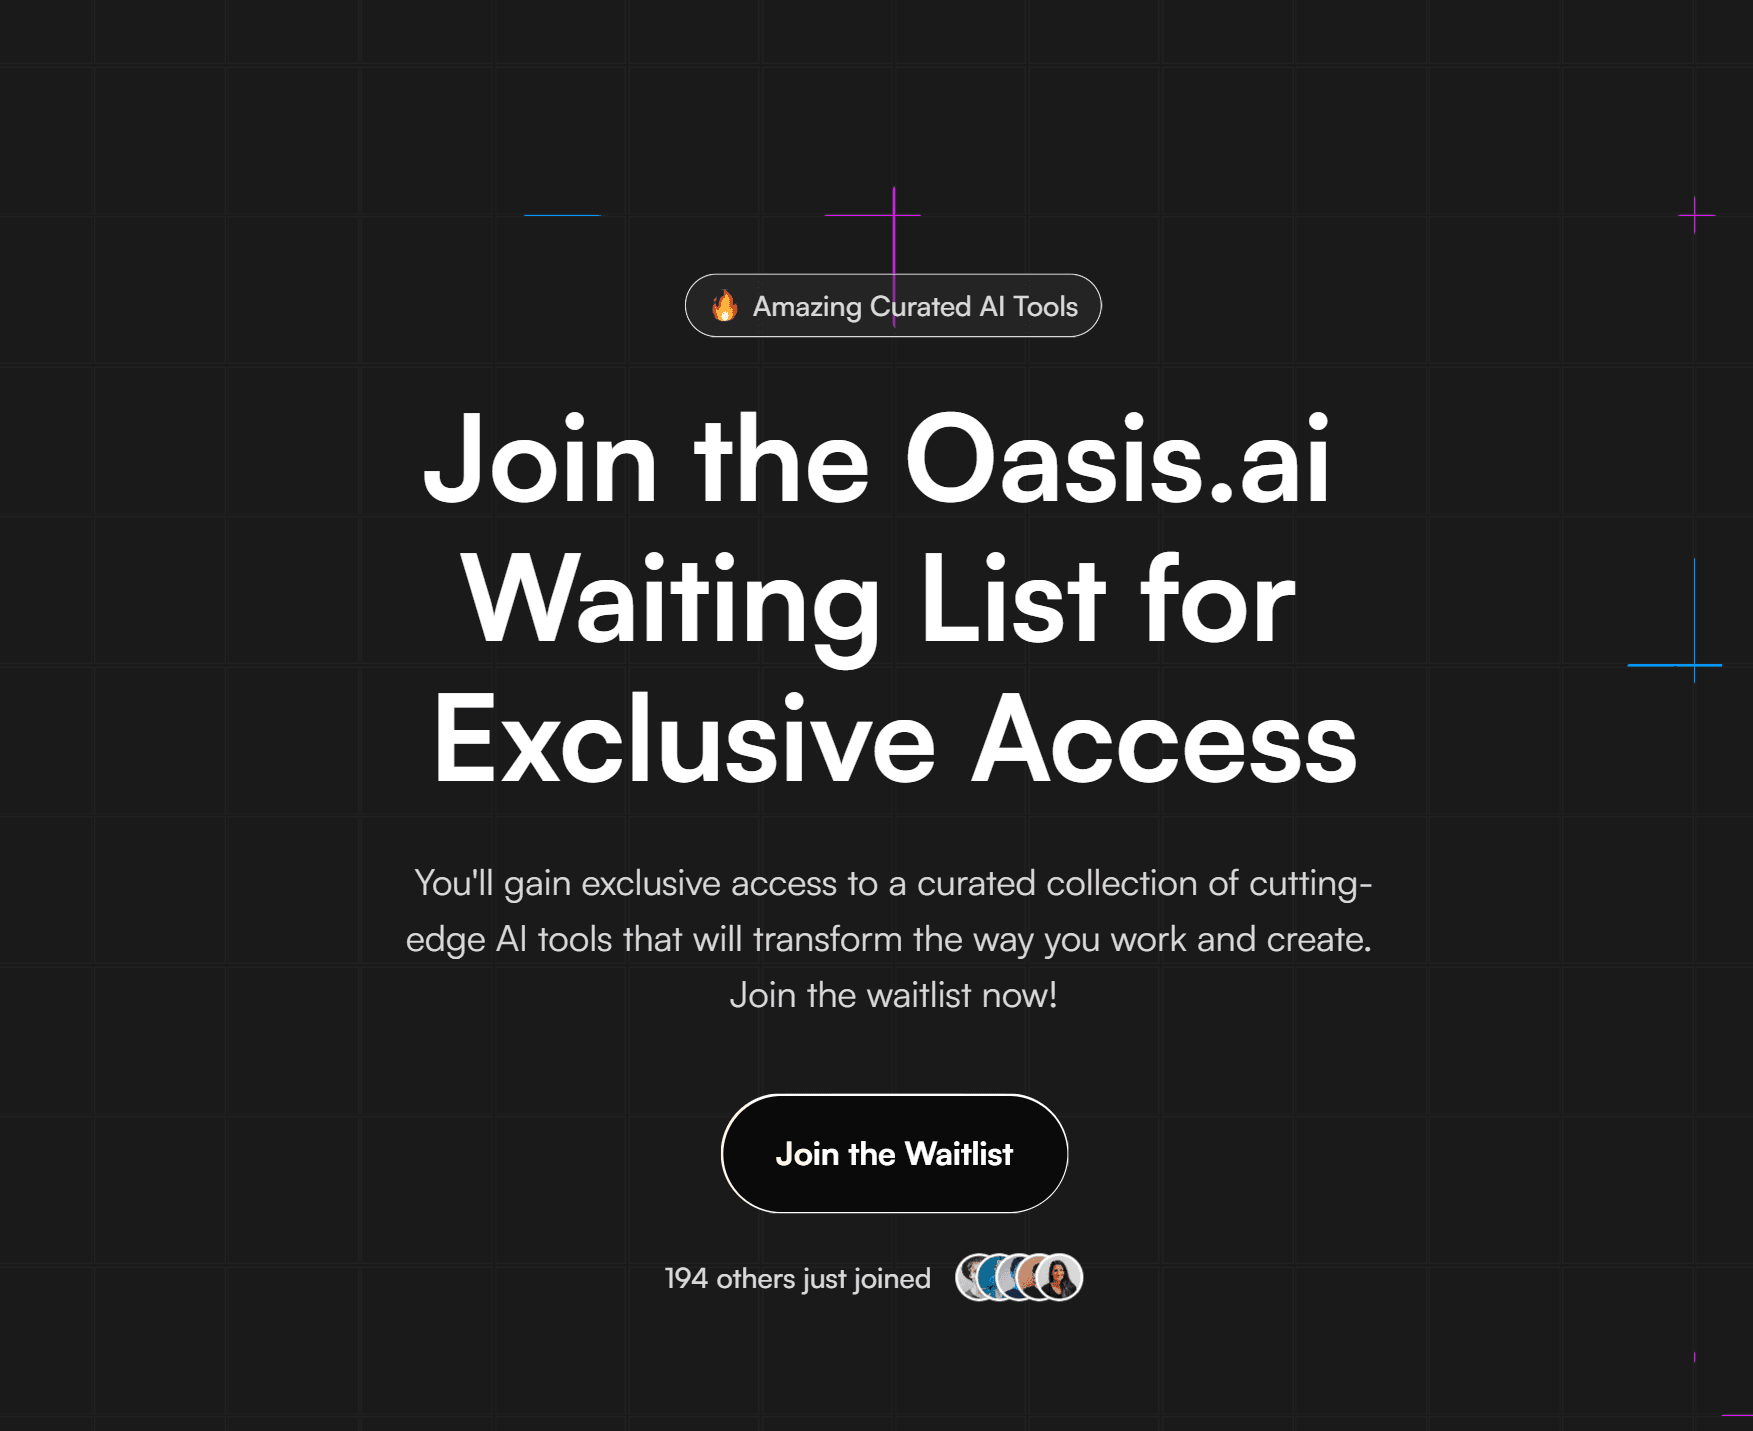 🔥 Amazing Curated AI Tools
Join the Oasis.ai
Waiting List for
Exclusive Access
You'll gain exclusive access to a curated collection of cutting-
edge AI tools that will transform the way you work and create.
Join the waitlist now!
Join the Waitlist
194 others just joined